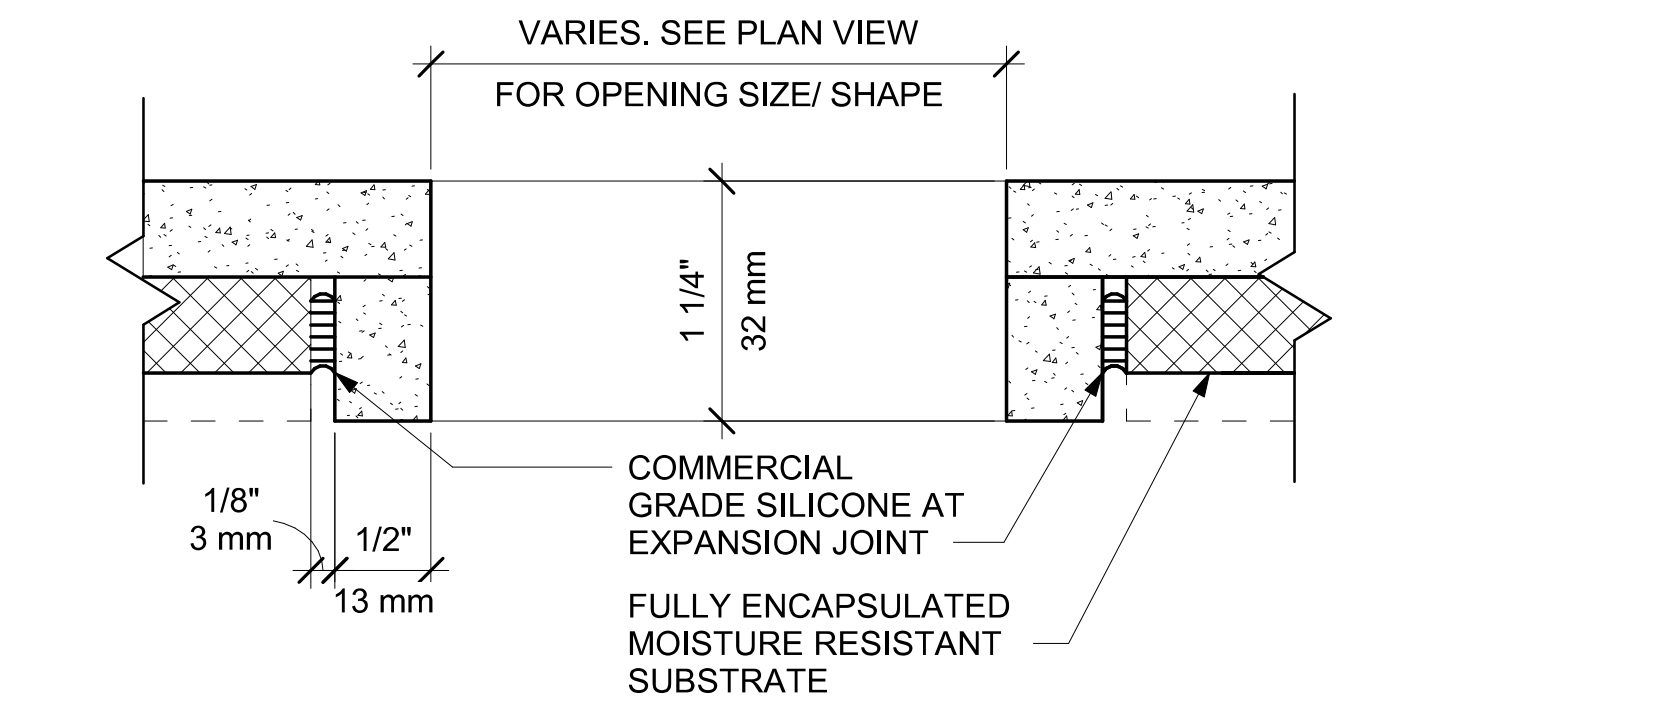 VARIES. SEE PLAN VIEW
FOR OPENING SIZE/ SHAPE
1 1/4"
32 mm
COMMERCIAL
GRADE SILICONE AT
EXPANSION JOINT
1/8"
3 mm
1/2"
13 mm
FULLY ENCAPSULATED
MOISTURE RESISTANT
SUBSTRATE